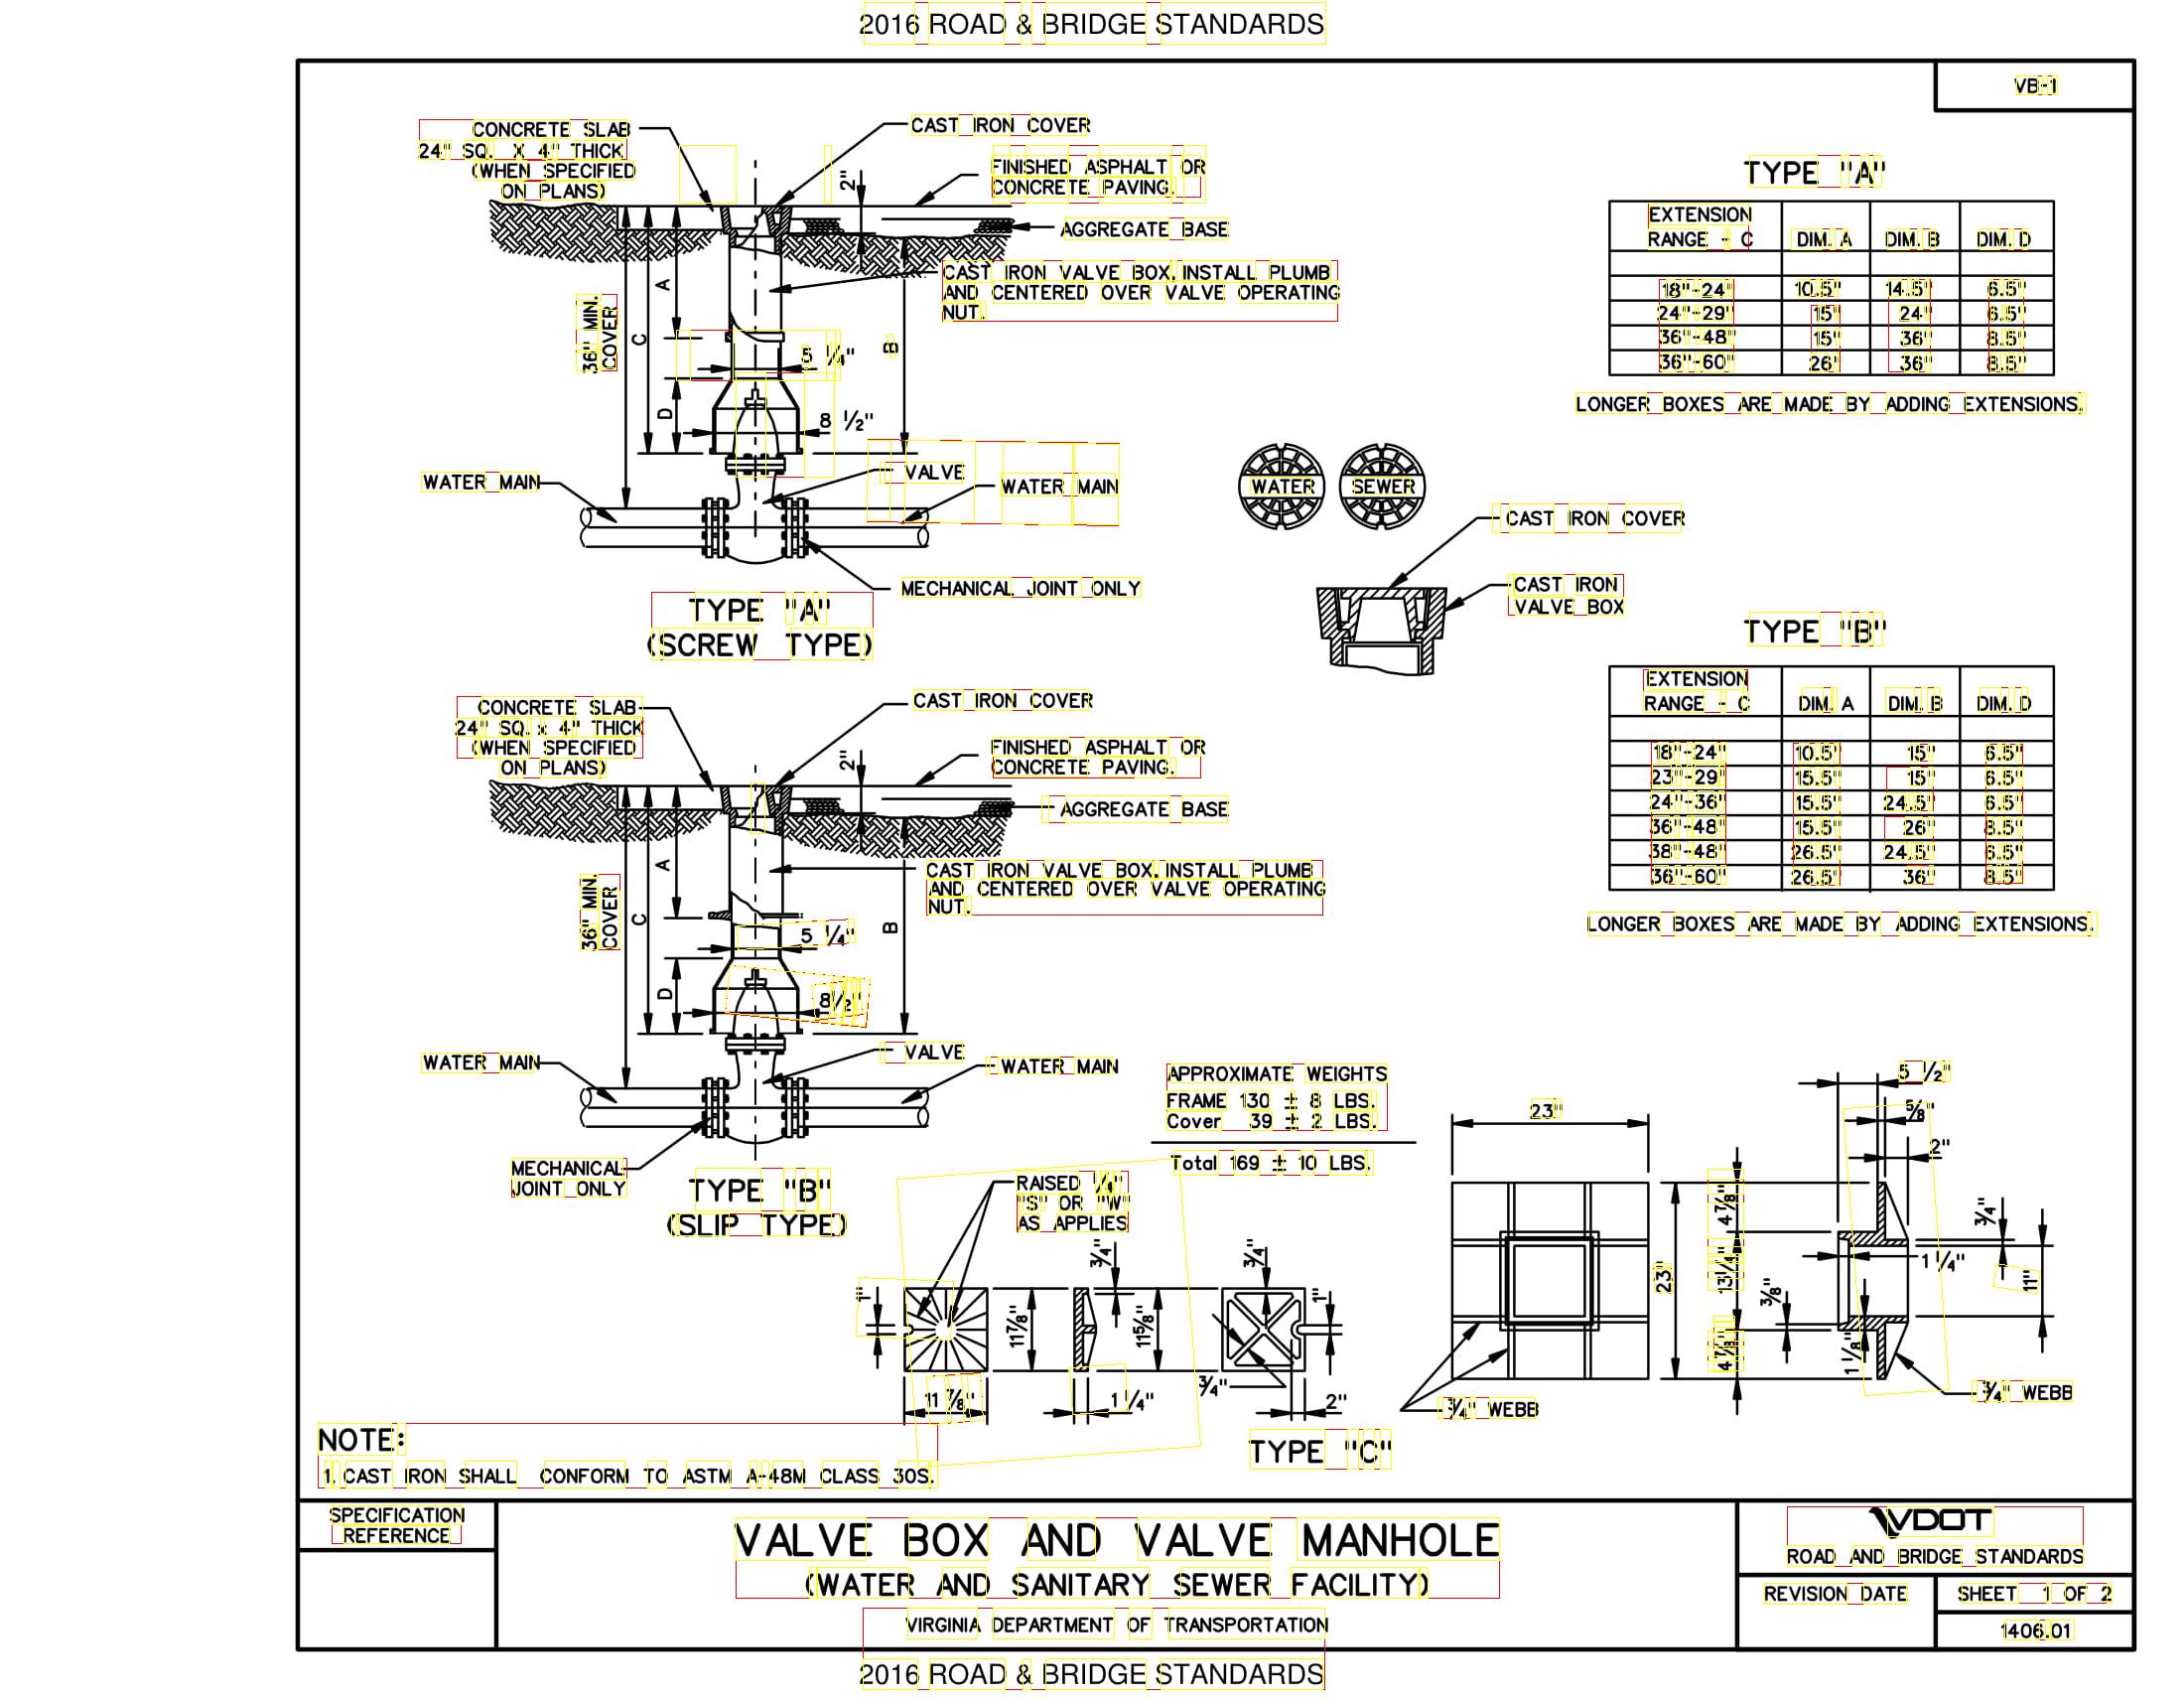 2016 ROAD & BRIDGE STANDARDS
VB-1
CONCRETE SLAB
24" SQ. X 4" THICK
(WHEN SPECIFIED
ON PLANS)
CAST IRON COVER
FINISHED ASPHALT OR
CONCRETE PAVING.
2"
AGGREGATE BASE
CAST IRON VALVE BOX. INSTALL PLUMB
AND CENTERED OVER VALVE OPERATING
NUT.
36" MIN.
COVER
C
A
B
D
5 1/4"
8 1/2"
VALVE
WATER MAIN
WATER MAIN
MECHANICAL JOINT ONLY
TYPE "A"
(SCREW TYPE)
TYPE "A"
EXTENSION
RANGE - C DIM. A DIM. B DIM. D
18"-24" 10.5" 14.5" 6.5"
24"-29" 15" 24" 6.5"
36"-48" 15" 36" 8.5"
36"-60" 26" 36" 8.5"
LONGER BOXES ARE MADE BY ADDING EXTENSIONS.
WATER
SEWER
CAST IRON COVER
CAST IRON
VALVE BOX
CONCRETE SLAB
24" SQ. x 4" THICK
(WHEN SPECIFIED
ON PLANS)
CAST IRON COVER
FINISHED ASPHALT OR
CONCRETE PAVING.
2"
AGGREGATE BASE
CAST IRON VALVE BOX. INSTALL PLUMB
AND CENTERED OVER VALVE OPERATING
NUT.
36" MIN.
COVER
C
A
B
D
5 1/4"
8 1/2"
VALVE
WATER MAIN
WATER MAIN
MECHANICAL
JOINT ONLY
TYPE "B"
(SLIP TYPE)
TYPE "B"
EXTENSION
RANGE - C DIM. A DIM. B DIM. D
18"-24" 10.5" 15" 6.5"
23"-29" 15.5" 15" 6.5"
24"-36" 15.5" 24.5" 6.5"
36"-48" 15.5" 26" 8.5"
38"-48" 26.5" 24.5" 6.5"
36"-60" 26.5" 36" 8.5"
LONGER BOXES ARE MADE BY ADDING EXTENSIONS.
APPROXIMATE WEIGHTS
FRAME 130 ± 8 LBS.
Cover 39 ± 2 LBS.
Total 169 ± 10 LBS.
RAISED 1/4"
"S" OR "W"
AS APPLIES
1"
11 7/8"
11 7/8"
3/4"
1 1/4"
11 5/8"
3/4"
1"
3/4"
2"
TYPE "C"
23"
23"
3/4" WEBB
5 1/2"
5/8"
2"
4 7/8"
13 1/4"
4 7/8"
3/4"
1 1/4"
11"
3/8"
1 1/8"
3/4" WEBB
NOTE:
1. CAST IRON SHALL CONFORM TO ASTM A-48M CLASS 30S.
SPECIFICATION
REFERENCE
VALVE BOX AND VALVE MANHOLE
(WATER AND SANITARY SEWER FACILITY)
VIRGINIA DEPARTMENT OF TRANSPORTATION
VDOT
ROAD AND BRIDGE STANDARDS
REVISION DATE
SHEET 1 OF 2
1406.01
2016 ROAD & BRIDGE STANDARDS